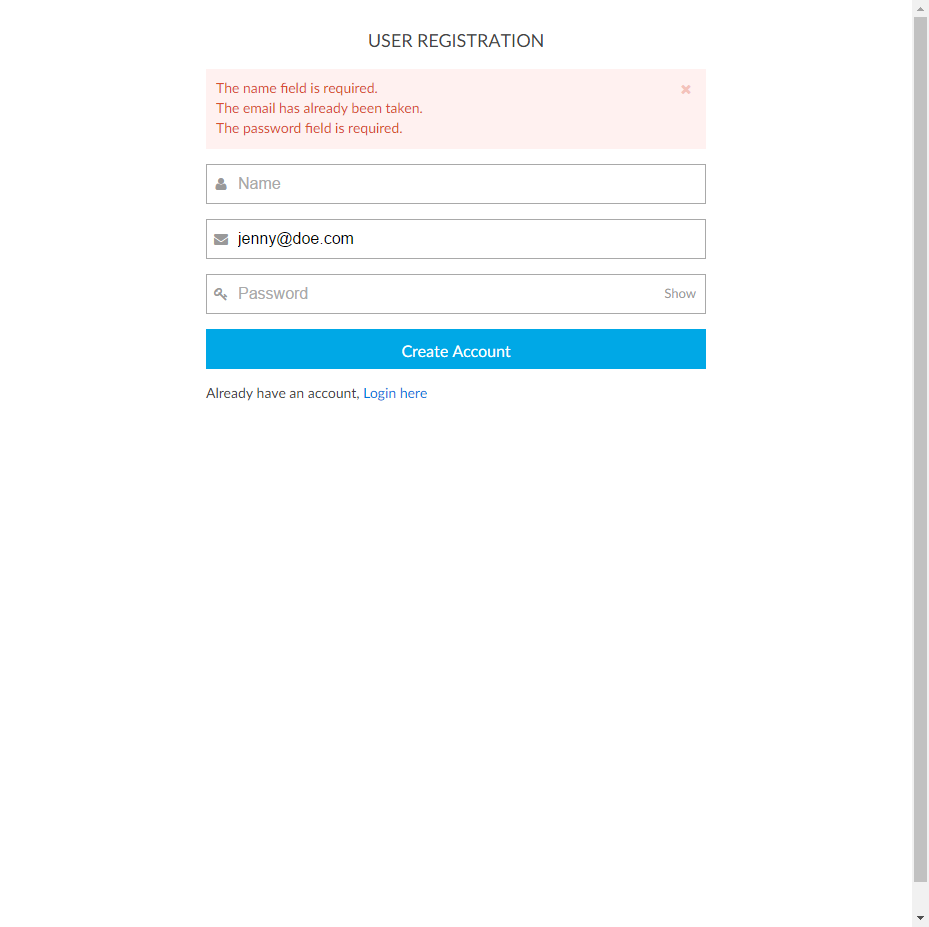 USER REGISTRATION
The name field is required.
The email has already been taken.
The password field is required.
Name
jenny@doe.com
Password Show
Create Account
Already have an account, Login here